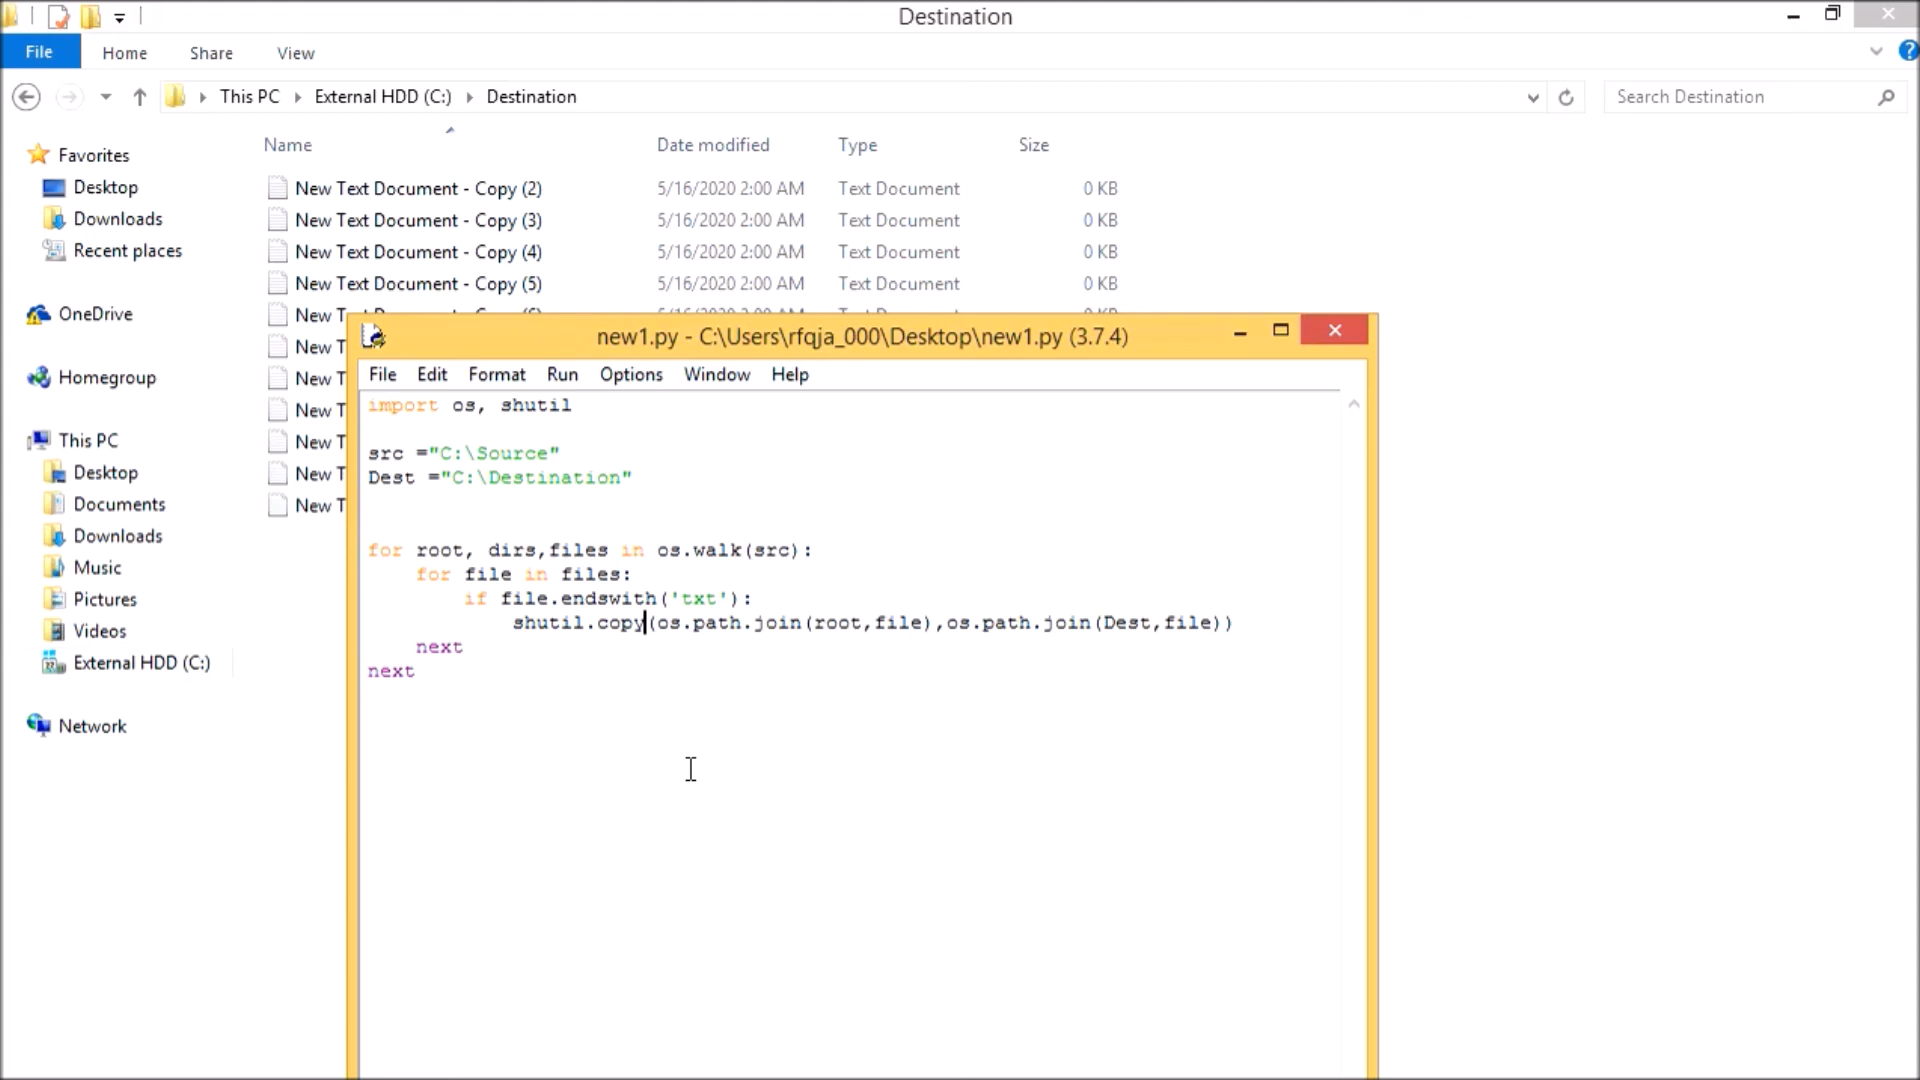 Destination
File Home Share View
This PC External HDD (C:) Destination Search Destination
Name Date modified Type Size
Favorites
Desktop
Downloads
Recent places
OneDrive
Homegroup
This PC
Desktop
Documents
Downloads
Music
Pictures
Videos
External HDD (C:)
Network
New Text Document - Copy (2) 5/16/2020 2:00 AM Text Document 0 KB
New Text Document - Copy (3) 5/16/2020 2:00 AM Text Document 0 KB
New Text Document - Copy (4) 5/16/2020 2:00 AM Text Document 0 KB
New Text Document - Copy (5) 5/16/2020 2:00 AM Text Document 0 KB
New T
New T
New T
New T
New T
New T
New T
new1.py - C:\Users\rfqja_000\Desktop\new1.py (3.7.4)
File Edit Format Run Options Window Help
import os, shutil
src ="C:\Source"
Dest ="C:\Destination"
for root, dirs,files in os.walk(src):
    for file in files:
        if file.endswith('txt'):
            shutil.copy(os.path.join(root,file),os.path.join(Dest,file))
    next
next